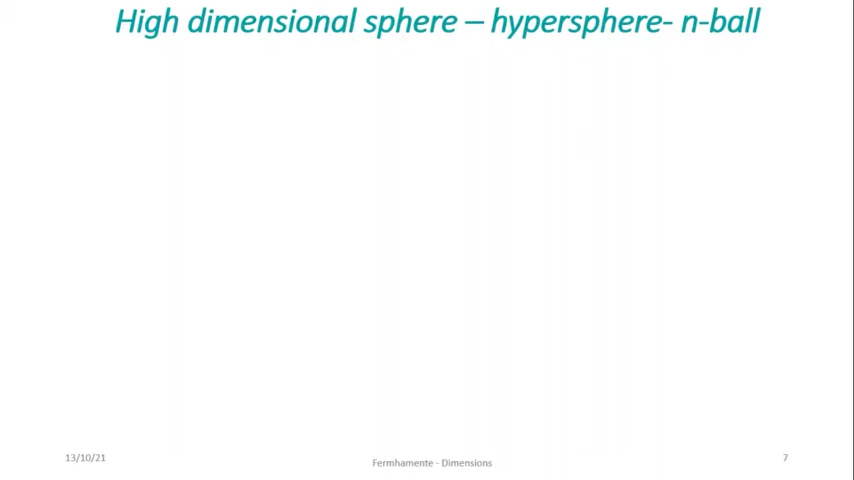 High dimensional sphere – hypersphere- n-ball
13/10/21
Fermhamente - Dimensions
7